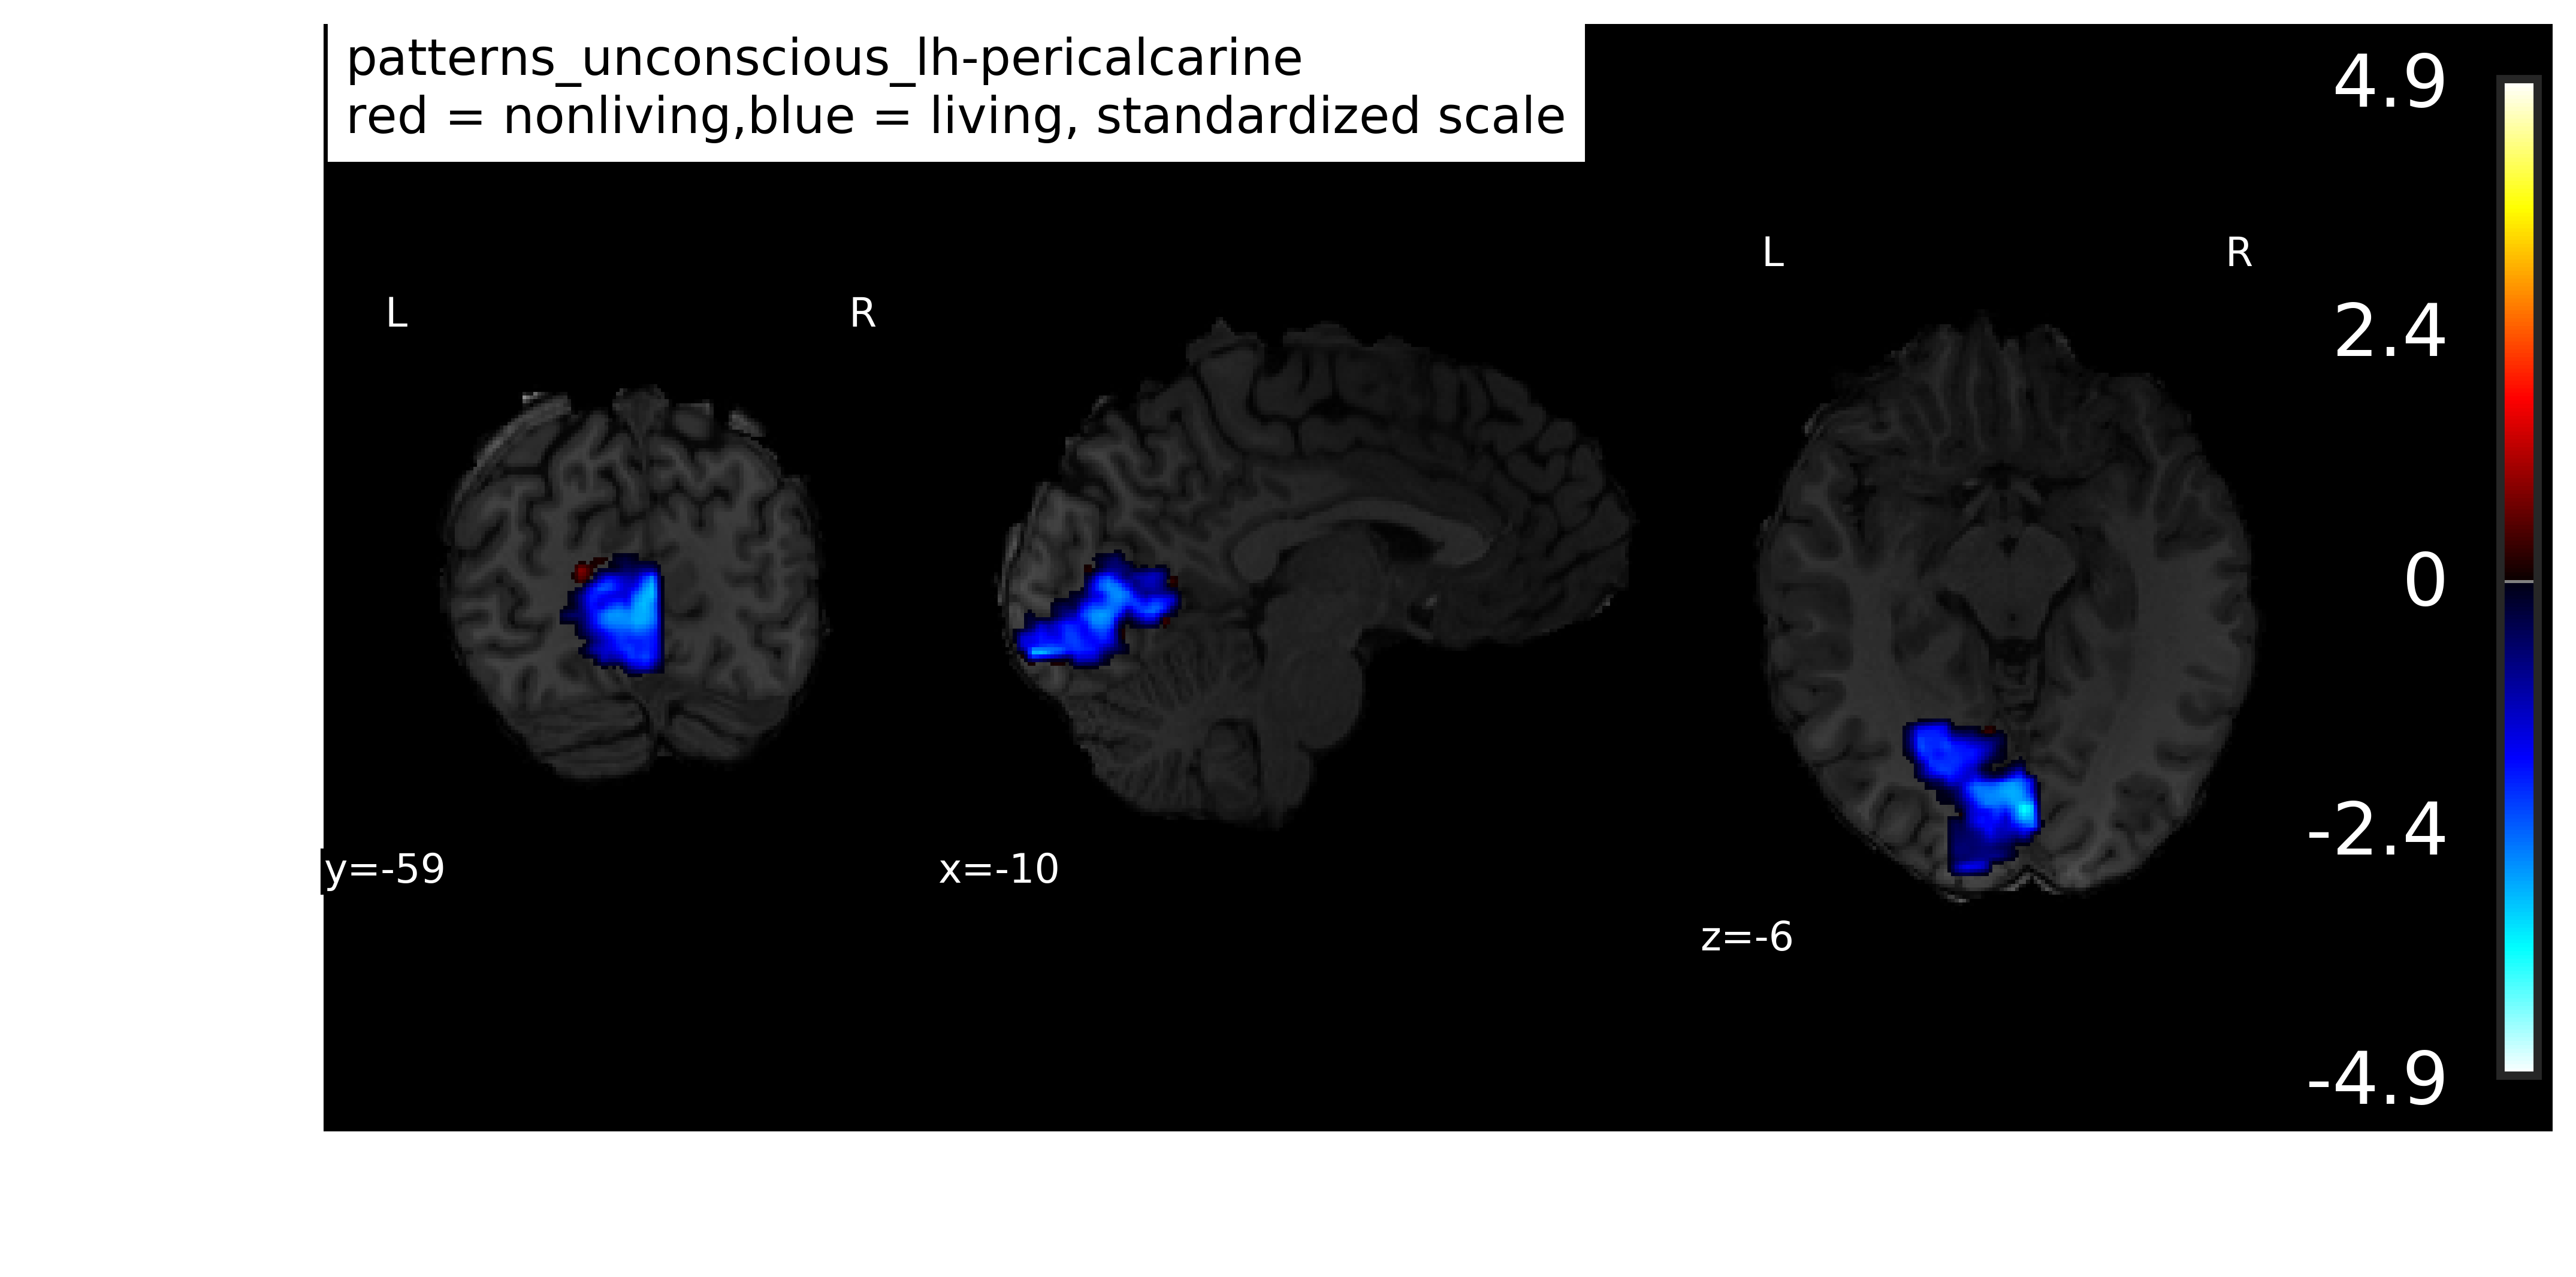 patterns_unconscious_lh-pericalcarine
red = nonliving,blue = living, standardized scale
L
R
L
R
y=-59
x=-10
z=-6
4.9
2.4
0
-2.4
-4.9